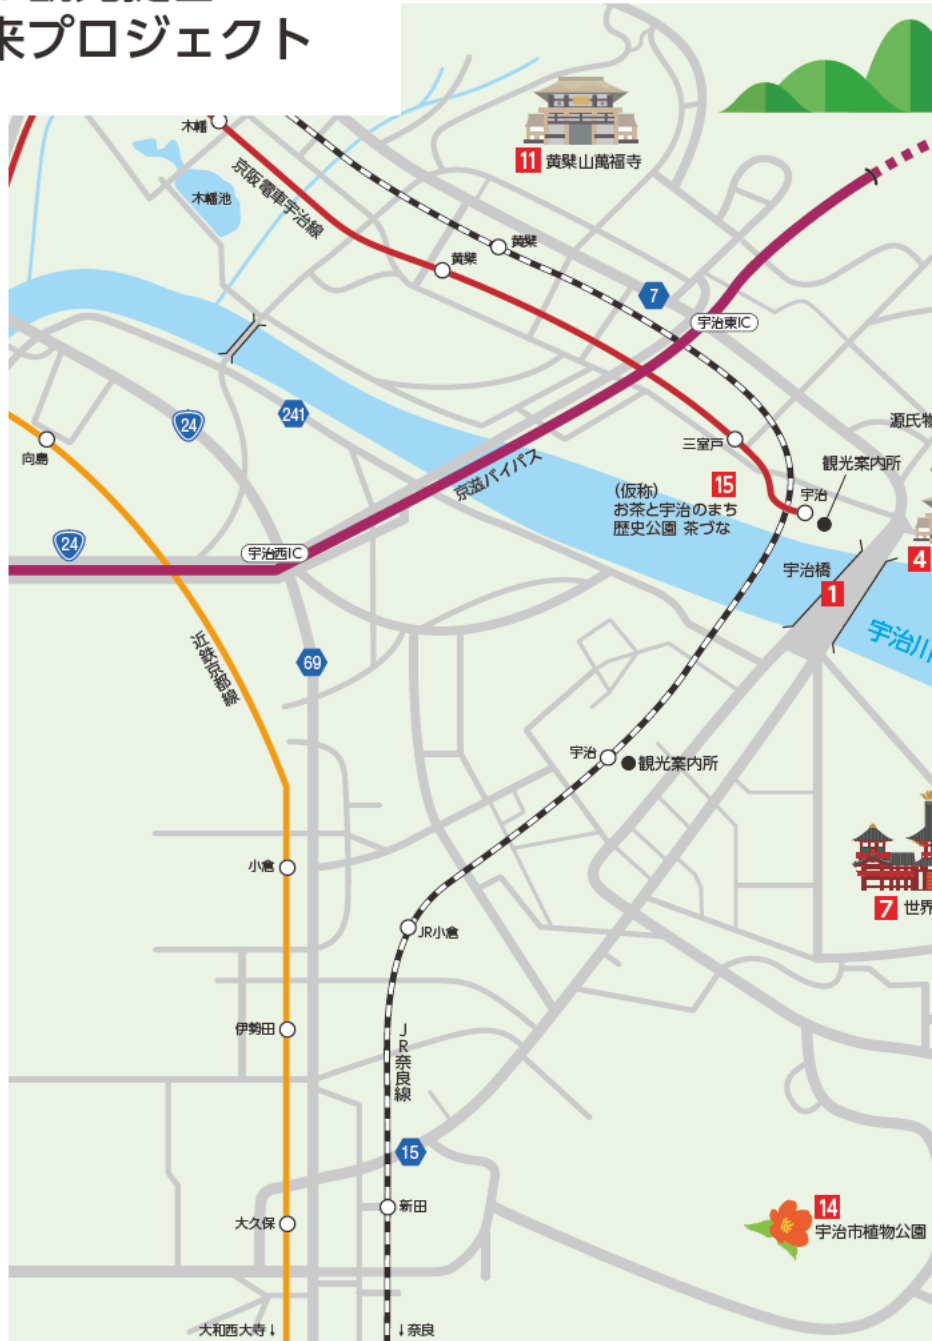 来プロジェクト
木幡
11 黄檗山萬福寺
京阪電車宇治線
木幡池
黄檗
黄檗
7
宇治東IC
241
24
向島
源氏物
三室戸
観光案内所
京滋バイパス
15
(仮称)
お茶と宇治のまち
歴史公園 茶づな
宇治
24
宇治西IC
4
宇治橋
1
宇治川
近鉄京都線
69
宇治
観光案内所
小倉
7 世界
JR小倉
伊勢田
JR奈良線
15
新田
14
宇治市植物公園
大久保
大和西大寺↓
↓奈良